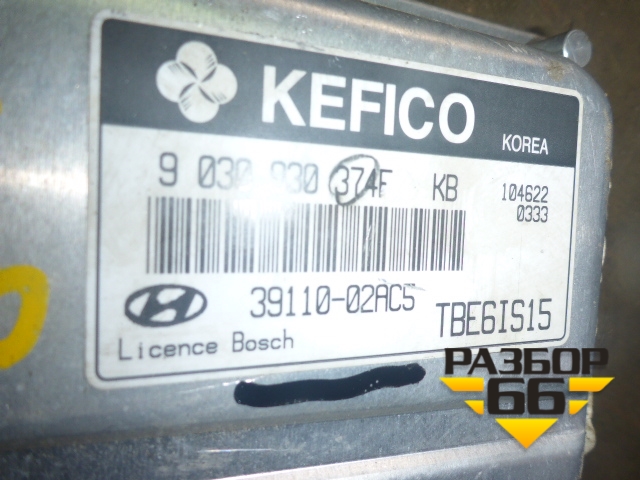 KEFICO
KOREA
9 030 930 374F KB
104622
0333
39110-02AC5
TBE6IS15
Licence Bosch
РАЗБОР
66